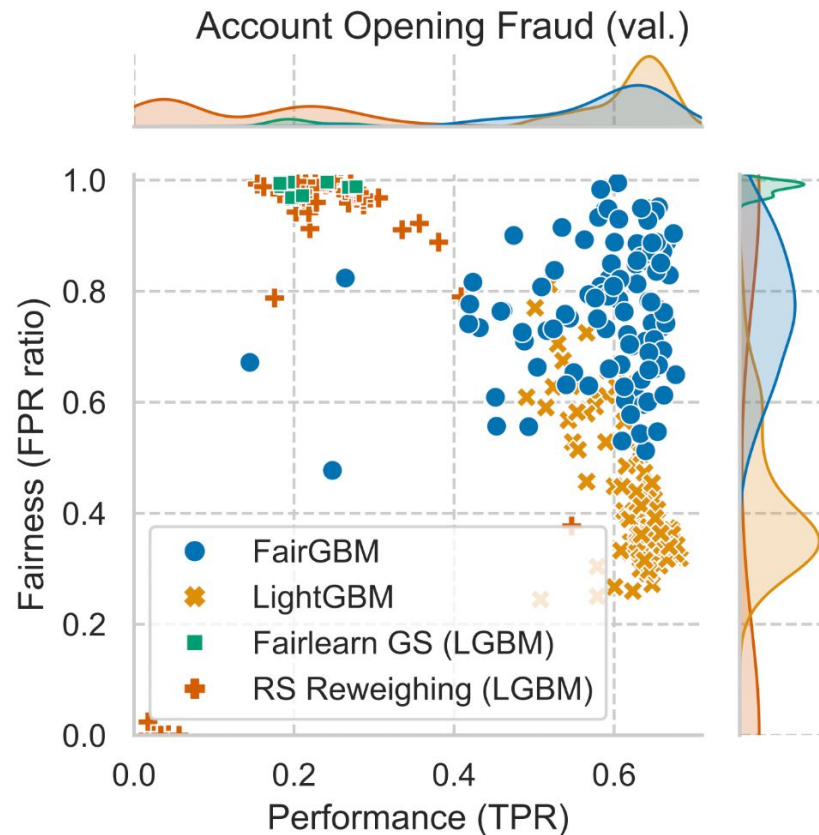 Account Opening Fraud (val.)
Fairness (FPR ratio)
1.0
0.8
0.6
0.4
0.2
0.0
FairGBM
LightGBM
Fairlearn GS (LGBM)
RS Reweighing (LGBM)
0.0 0.2 0.4 0.6
Performance (TPR)